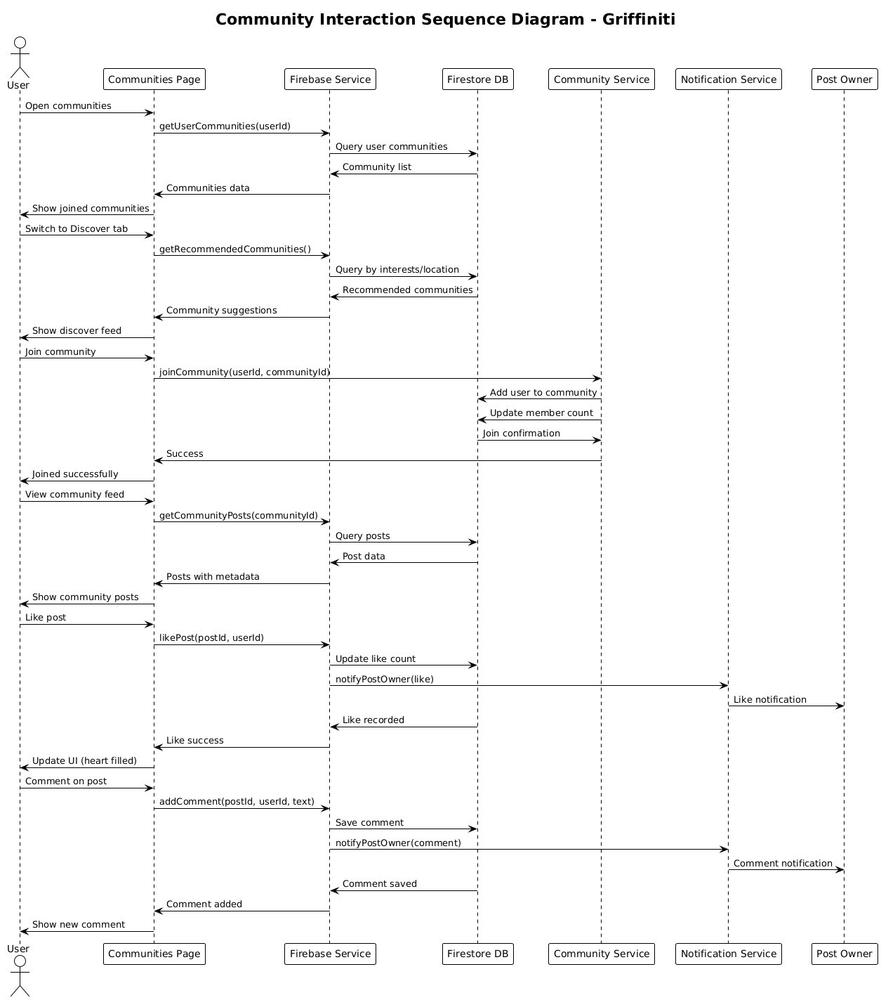 Community Interaction Sequence Diagram - Griffiniti
User
Communities Page
Firebase Service
Firestore DB
Community Service
Notification Service
Post Owner
Open communities
getUserCommunities(userId)
Query user communities
Community list
Communities data
Show joined communities
Switch to Discover tab
getRecommendedCommunities()
Query by interests/location
Recommended communities
Community suggestions
Show discover feed
Join community
joinCommunity(userId, communityId)
Add user to community
Update member count
Join confirmation
Success
Joined successfully
View community feed
getCommunityPosts(communityId)
Query posts
Post data
Posts with metadata
Show community posts
Like post
likePost(postId, userId)
Update like count
notifyPostOwner(like)
Like notification
Like recorded
Like success
Update UI (heart filled)
Comment on post
addComment(postId, userId, text)
Save comment
notifyPostOwner(comment)
Comment notification
Comment saved
Comment added
Show new comment
User
Communities Page
Firebase Service
Firestore DB
Community Service
Notification Service
Post Owner